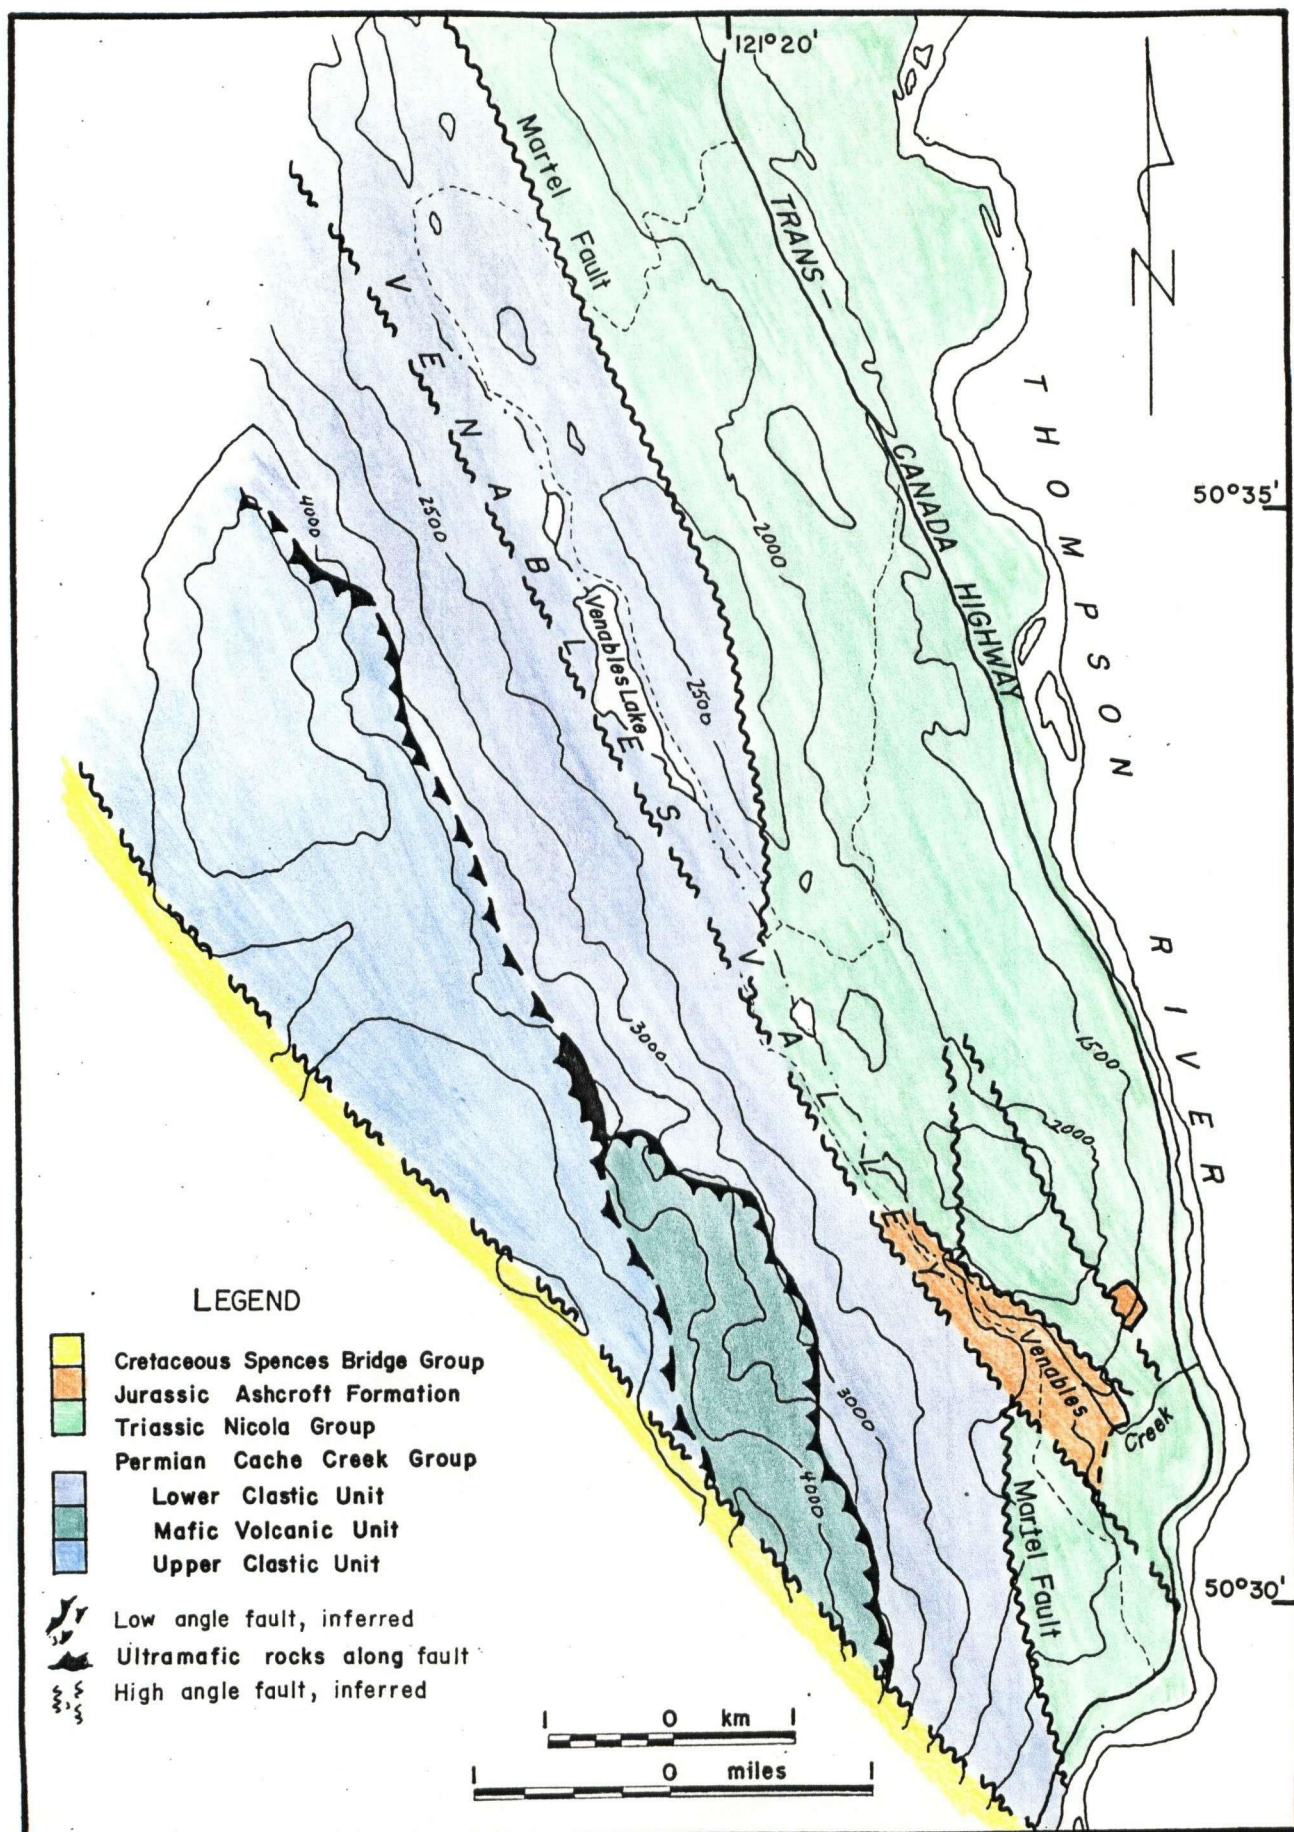 121°20'
Martel Fault
TRANS-
CANADA HIGHWAY
THOMPSON
RIVER
VENABLES
VALLEY
50°35'
4000
2500
2000
Venables Lake
2500
3000
1500
2000
Venables
Creek
3000
4000
Martel Fault
50°30'
LEGEND
Cretaceous Spences Bridge Group
Jurassic Ashcroft Formation
Triassic Nicola Group
Permian Cache Creek Group
Lower Clastic Unit
Mafic Volcanic Unit
Upper Clastic Unit
Low angle fault, inferred
Ultramafic rocks along fault
High angle fault, inferred
1 0 km 1
1 0 miles 1
N